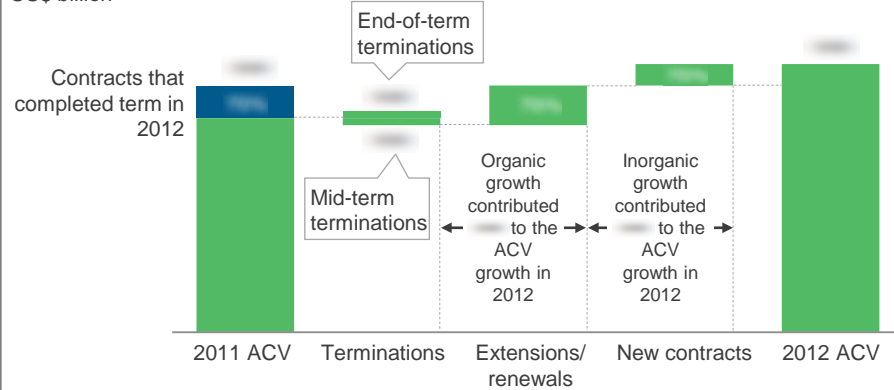 US$ billion
End-of-term
terminations
Contracts that
completed term in
2012
Mid-term
terminations
Organic
growth
contributed
to the
ACV
growth in
2012
Inorganic
growth
contributed
to the
ACV
growth in
2012
2011 ACV
Terminations
Extensions/
renewals
New contracts
2012 ACV